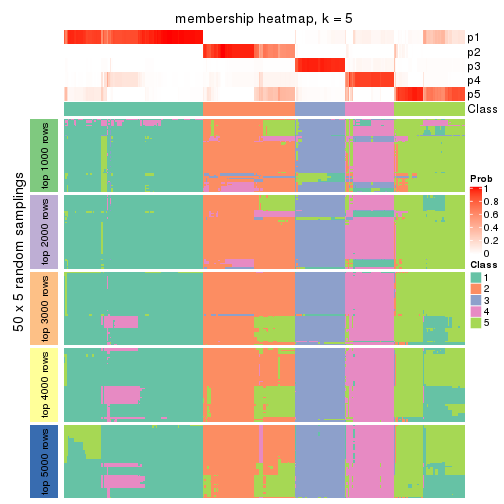 membership heatmap, k = 5
p1
p2
p3
p4
p5
Class
50 x 5 random samplings
top 1000 rows
top 2000 rows
top 3000 rows
top 4000 rows
top 5000 rows
Prob
1
0.8
0.6
0.4
0.2
0
Class
1
2
3
4
5